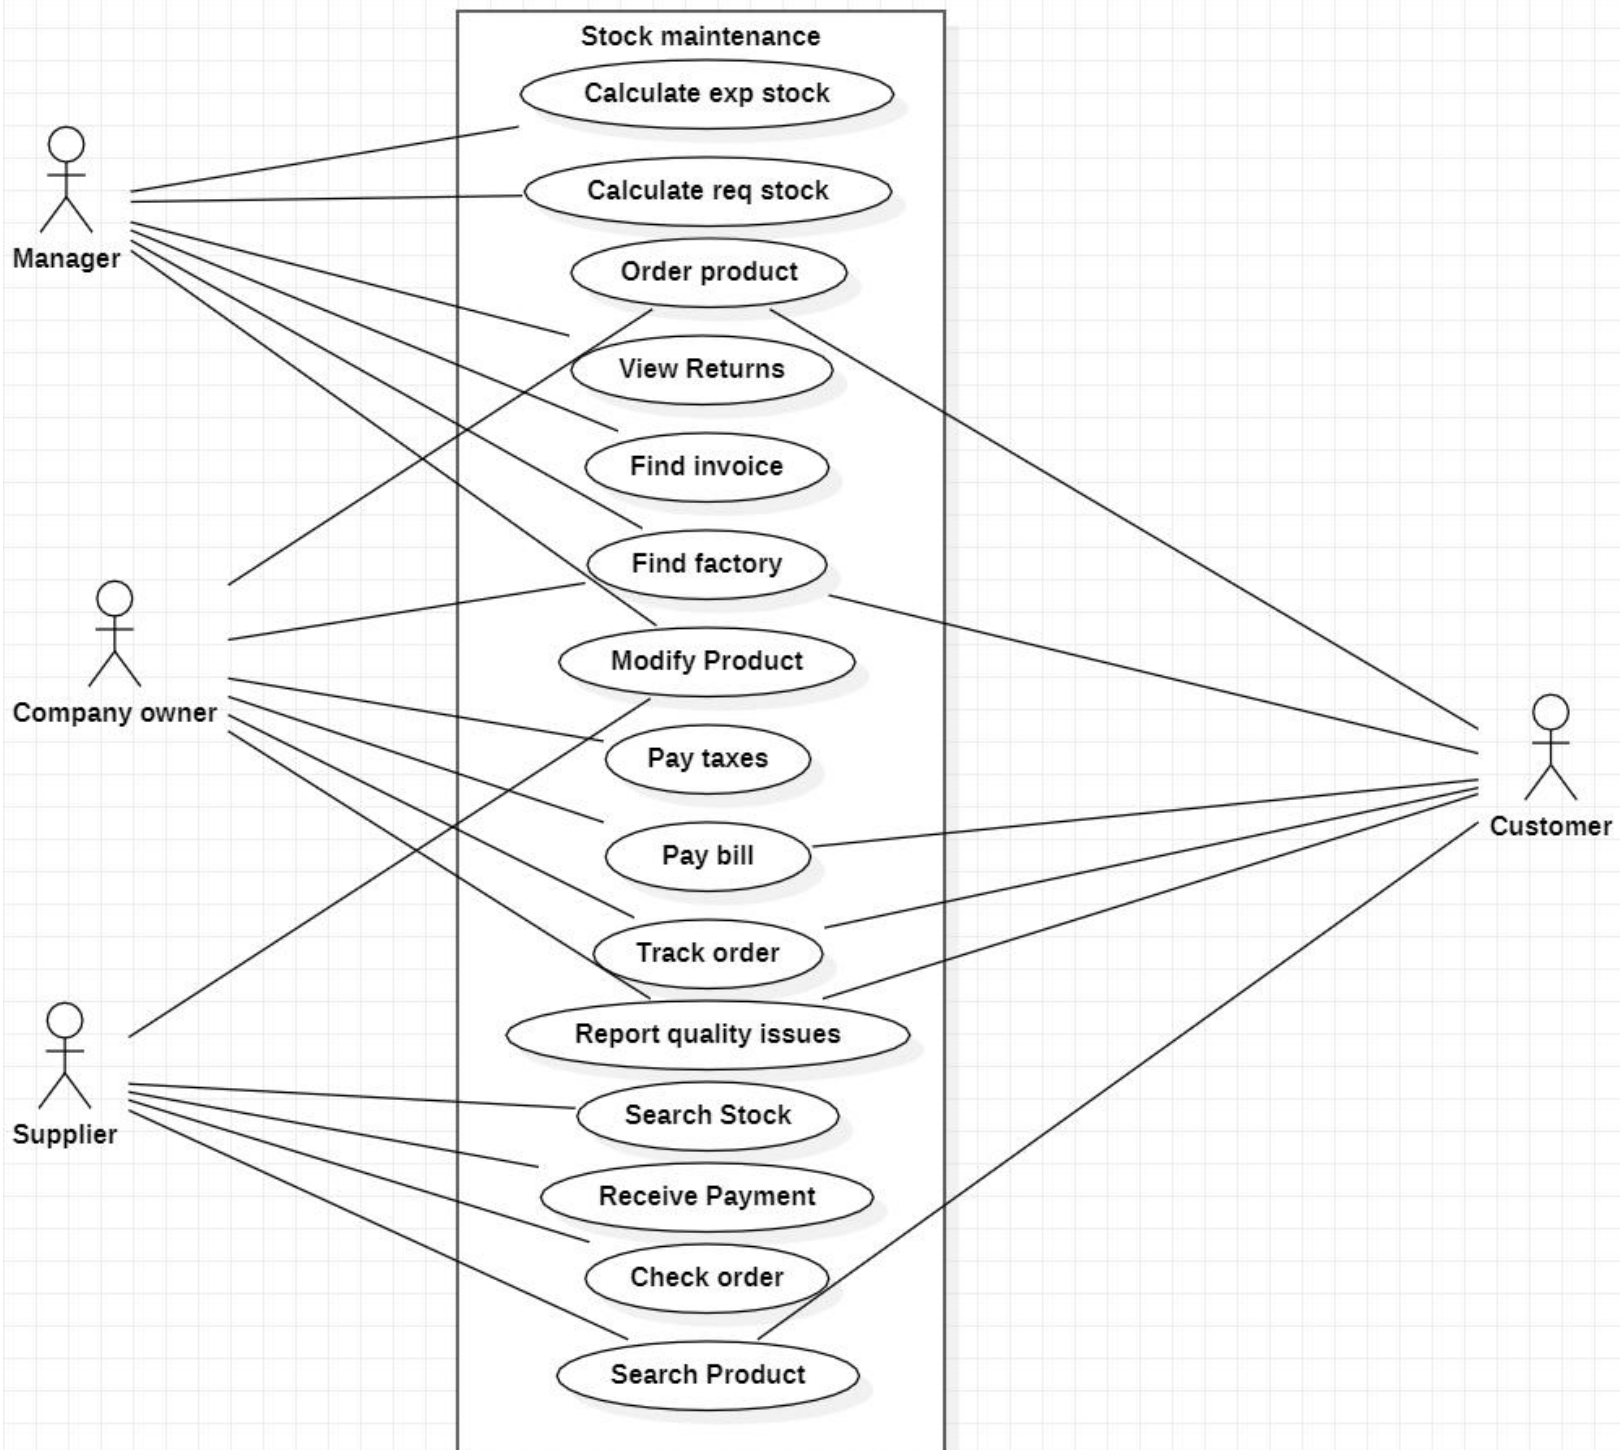 Stock maintenance
Calculate exp stock
Calculate req stock
Manager
Order product
View Returns
Find invoice
Find factory
Modify Product
Company owner
Pay taxes
Customer
Pay bill
Track order
Report quality issues
Search Stock
Supplier
Receive Payment
Check order
Search Product